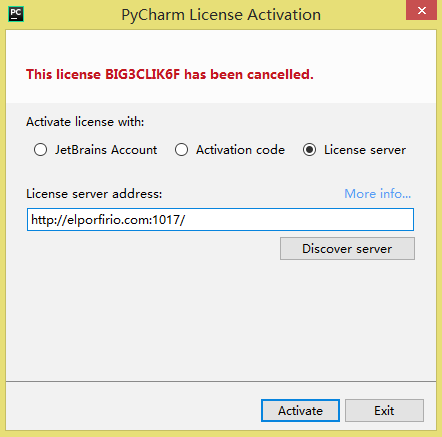 PC
PyCharm License Activation
This license BIG3CLIK6F has been cancelled.
Activate license with:
JetBrains Account Activation code License server
License server address: More info...
http://elporfirio.com:1017/
Discover server
Activate Exit